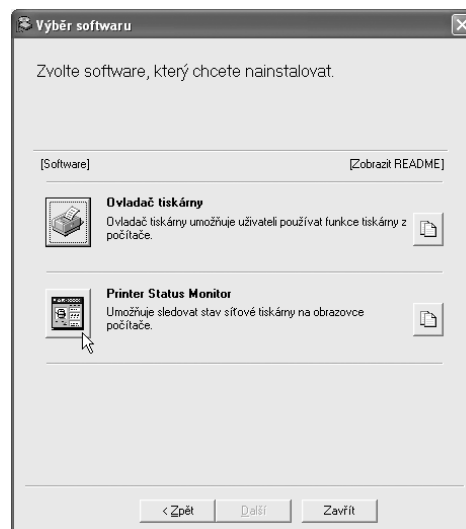 Výběr softwaru
Zvolte software, který chcete nainstalovat.
[Software] [Zobrazit README]
Ovladač tiskárny
Ovladač tiskárny umožňuje uživateli používat funkce tiskárny z
počítače.
Printer Status Monitor
Umožňuje sledovat stav síťové tiskárny na obrazovce
počítače.
< Zpět Další Zavřít